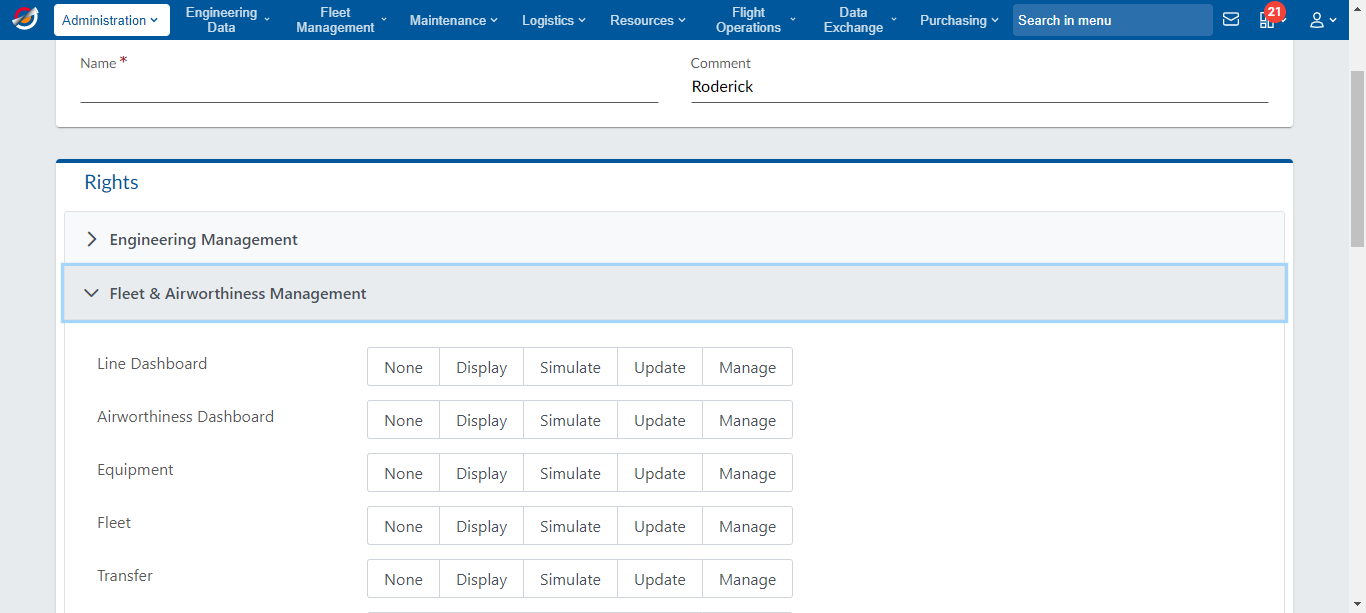 Administration
Engineering
Data
Fleet
Management
Maintenance
Logistics
Resources
Flight
Operations
Data
Exchange
Purchasing
Search in menu
21
Name *
Comment
Roderick
Rights
Engineering Management
Fleet & Airworthiness Management
Line Dashboard None Display Simulate Update Manage
Airworthiness Dashboard None Display Simulate Update Manage
Equipment None Display Simulate Update Manage
Fleet None Display Simulate Update Manage
Transfer None Display Simulate Update Manage